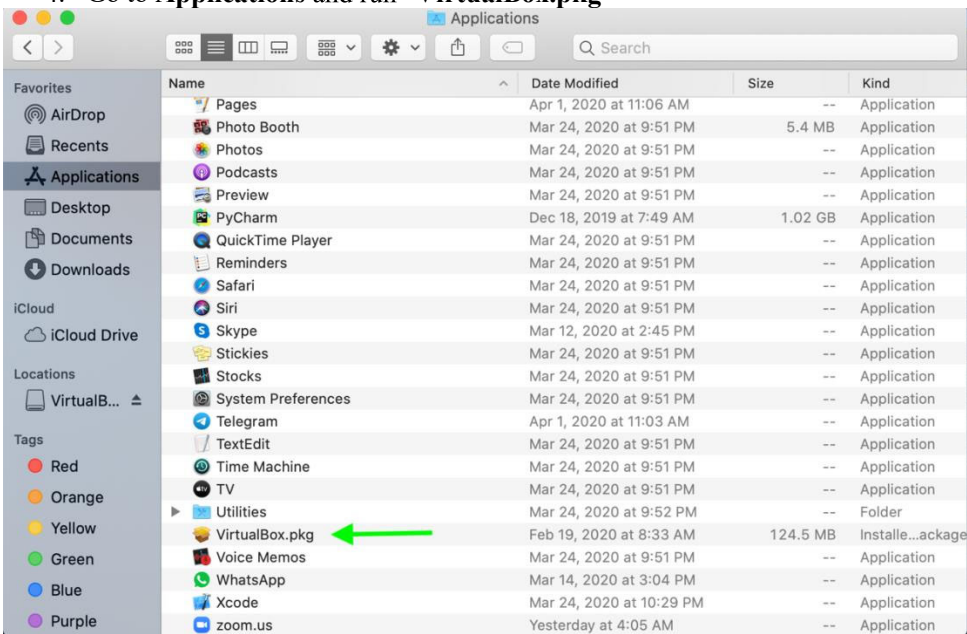 4. Go to Applications and run "VirtualBox.pkg"
Applications
Search
Favorites
AirDrop
Recents
Applications
Desktop
Documents
Downloads
iCloud
iCloud Drive
Locations
VirtualB...
Tags
Red
Orange
Yellow
Green
Blue
Purple
Name Date Modified Size Kind
Pages Apr 1, 2020 at 11:06 AM -- Application
Photo Booth Mar 24, 2020 at 9:51 PM 5.4 MB Application
Photos Mar 24, 2020 at 9:51 PM -- Application
Podcasts Mar 24, 2020 at 9:51 PM -- Application
Preview Mar 24, 2020 at 9:51 PM -- Application
PyCharm Dec 18, 2019 at 7:49 AM 1.02 GB Application
QuickTime Player Mar 24, 2020 at 9:51 PM -- Application
Reminders Mar 24, 2020 at 9:51 PM -- Application
Safari Mar 24, 2020 at 9:51 PM -- Application
Siri Mar 24, 2020 at 9:51 PM -- Application
Skype Mar 12, 2020 at 2:45 PM -- Application
Stickies Mar 24, 2020 at 9:51 PM -- Application
Stocks Mar 24, 2020 at 9:51 PM -- Application
System Preferences Mar 24, 2020 at 9:51 PM -- Application
Telegram Apr 1, 2020 at 11:03 AM -- Application
TextEdit Mar 24, 2020 at 9:51 PM -- Application
Time Machine Mar 24, 2020 at 9:51 PM -- Application
TV Mar 24, 2020 at 9:51 PM -- Application
Utilities Mar 24, 2020 at 9:52 PM -- Folder
VirtualBox.pkg Feb 19, 2020 at 8:33 AM 124.5 MB Installe...ackage
Voice Memos Mar 24, 2020 at 9:51 PM -- Application
WhatsApp Mar 14, 2020 at 3:04 PM -- Application
Xcode Mar 24, 2020 at 10:29 PM -- Application
zoom.us Yesterday at 4:05 AM -- Application